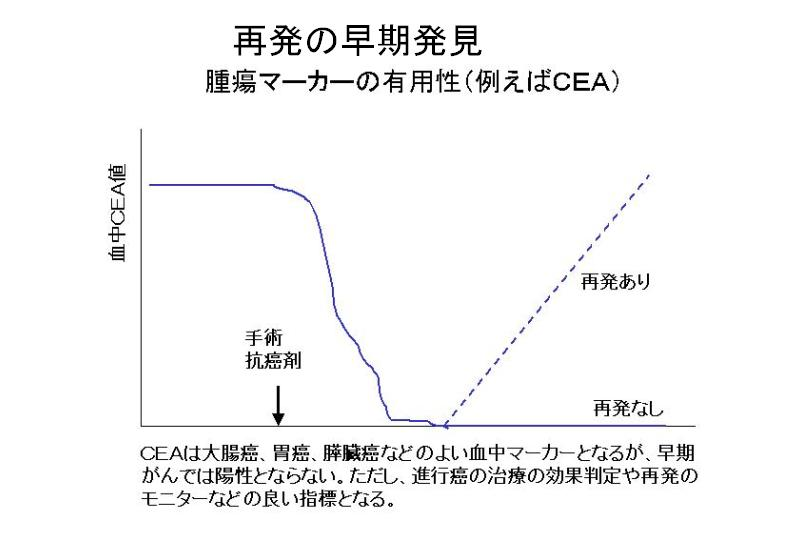 再発の早期発見
腫瘍マーカーの有用性(例えばCEA)
血中CEA値
再発あり
手術
抗癌剤
再発なし
CEAは大腸癌、胃癌、膵臓癌などのよい血中マーカーとなるが、早期
がんでは陽性とならない。ただし、進行癌の治療の効果判定や再発の
モニターなどの良い指標となる。